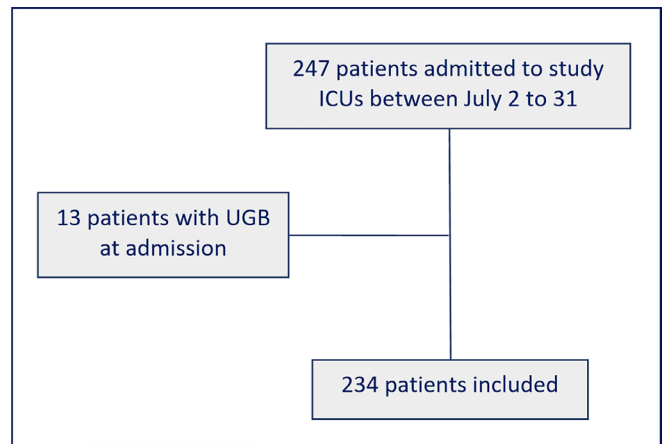 247 patients admitted to study
ICUs between July 2 to 31
13 patients with UGB
at admission
234 patients included